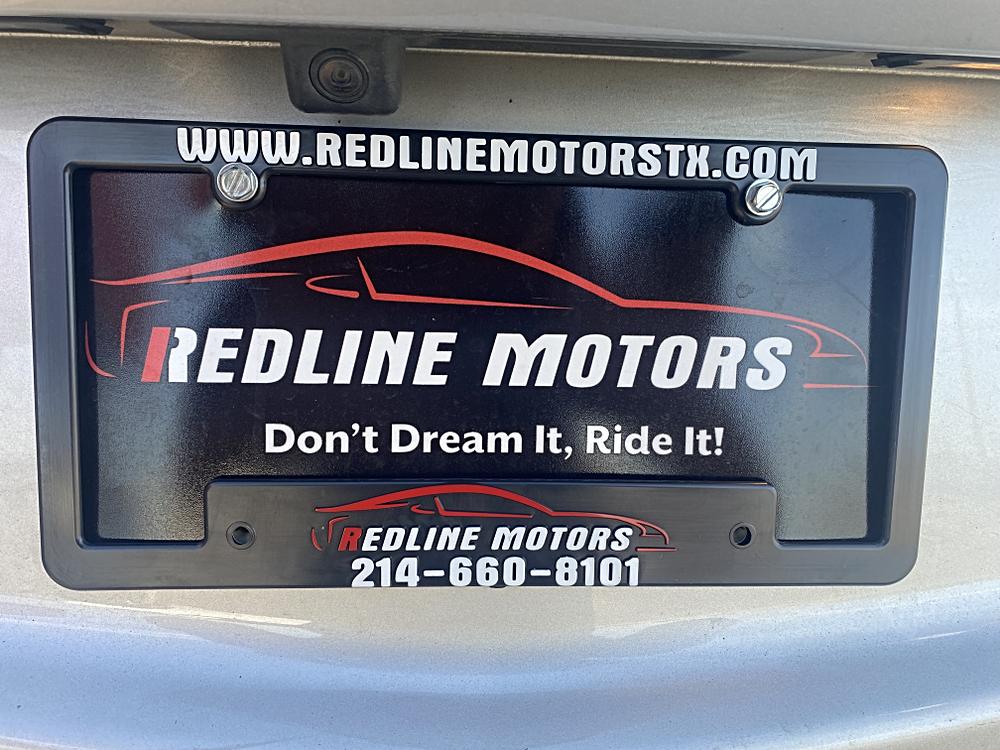 WWW.REDLINEMOTORSTX.COM
REDLINE MOTORS
Don't Dream It, Ride It!
REDLINE MOTORS
214-660-8101